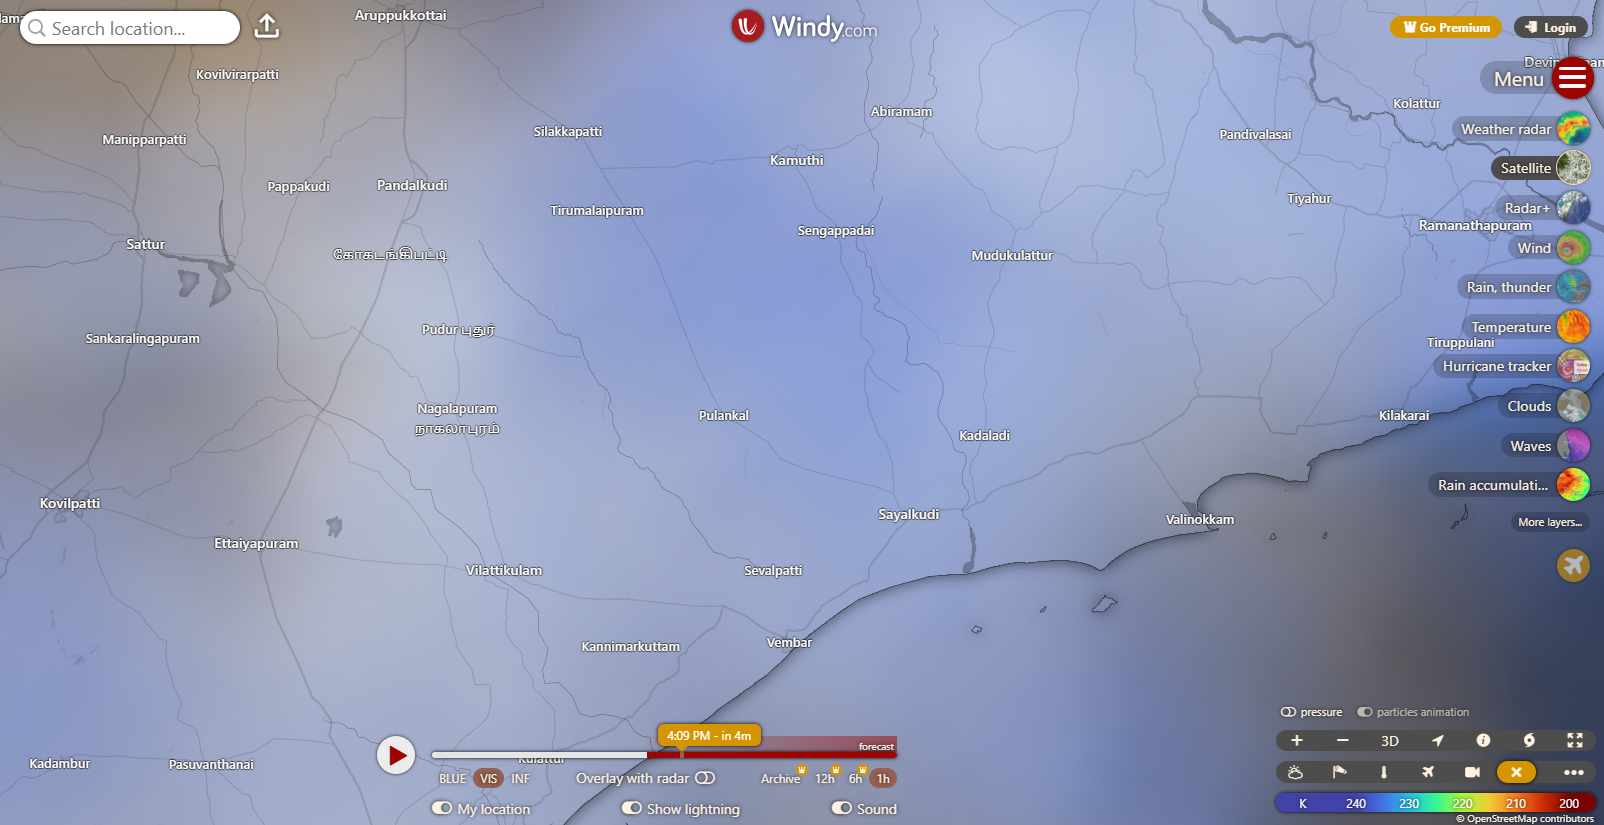 Aruppukkottai
Search location...
Windy.com
Go Premium
Login
Menu
Kovilvirarpatti
Kolattur
Abiramam
Weather radar
Silakkapatti
Pandivalasai
Manipparpatti
Kamuthi
Satellite
Pappakudi
Pandalkudi
Tiyahur
Radar+
Tirumalaipuram
Ramanathapuram
Sengappadai
Sattur
Wind
கோகடங்கிபட்டி
Mudukulattur
Rain, thunder
Pudur புதூர்
Temperature
Sankaralingapuram
Tiruppulani
Hurricane tracker
Nagalapuram
நாகலாபுரம்
Pulankal
Kilakarai
Clouds
Kadaladi
Waves
Rain accumulati...
Kovilpatti
Sayalkudi
Valinokkam
More layers...
Ettaiyapuram
Vilattikulam
Sevalpatti
Kannimarkuttam
Vembar
pressure
particles animation
4:09 PM - in 4m
forecast
3D
Kulattur
Kadambur
Pasuvanthanai
BLUE VIS INF
Overlay with radar
Archive 12h 6h 1h
My location
Show lightning
Sound
K 240 230 220 210 200
© OpenStreetMap contributors